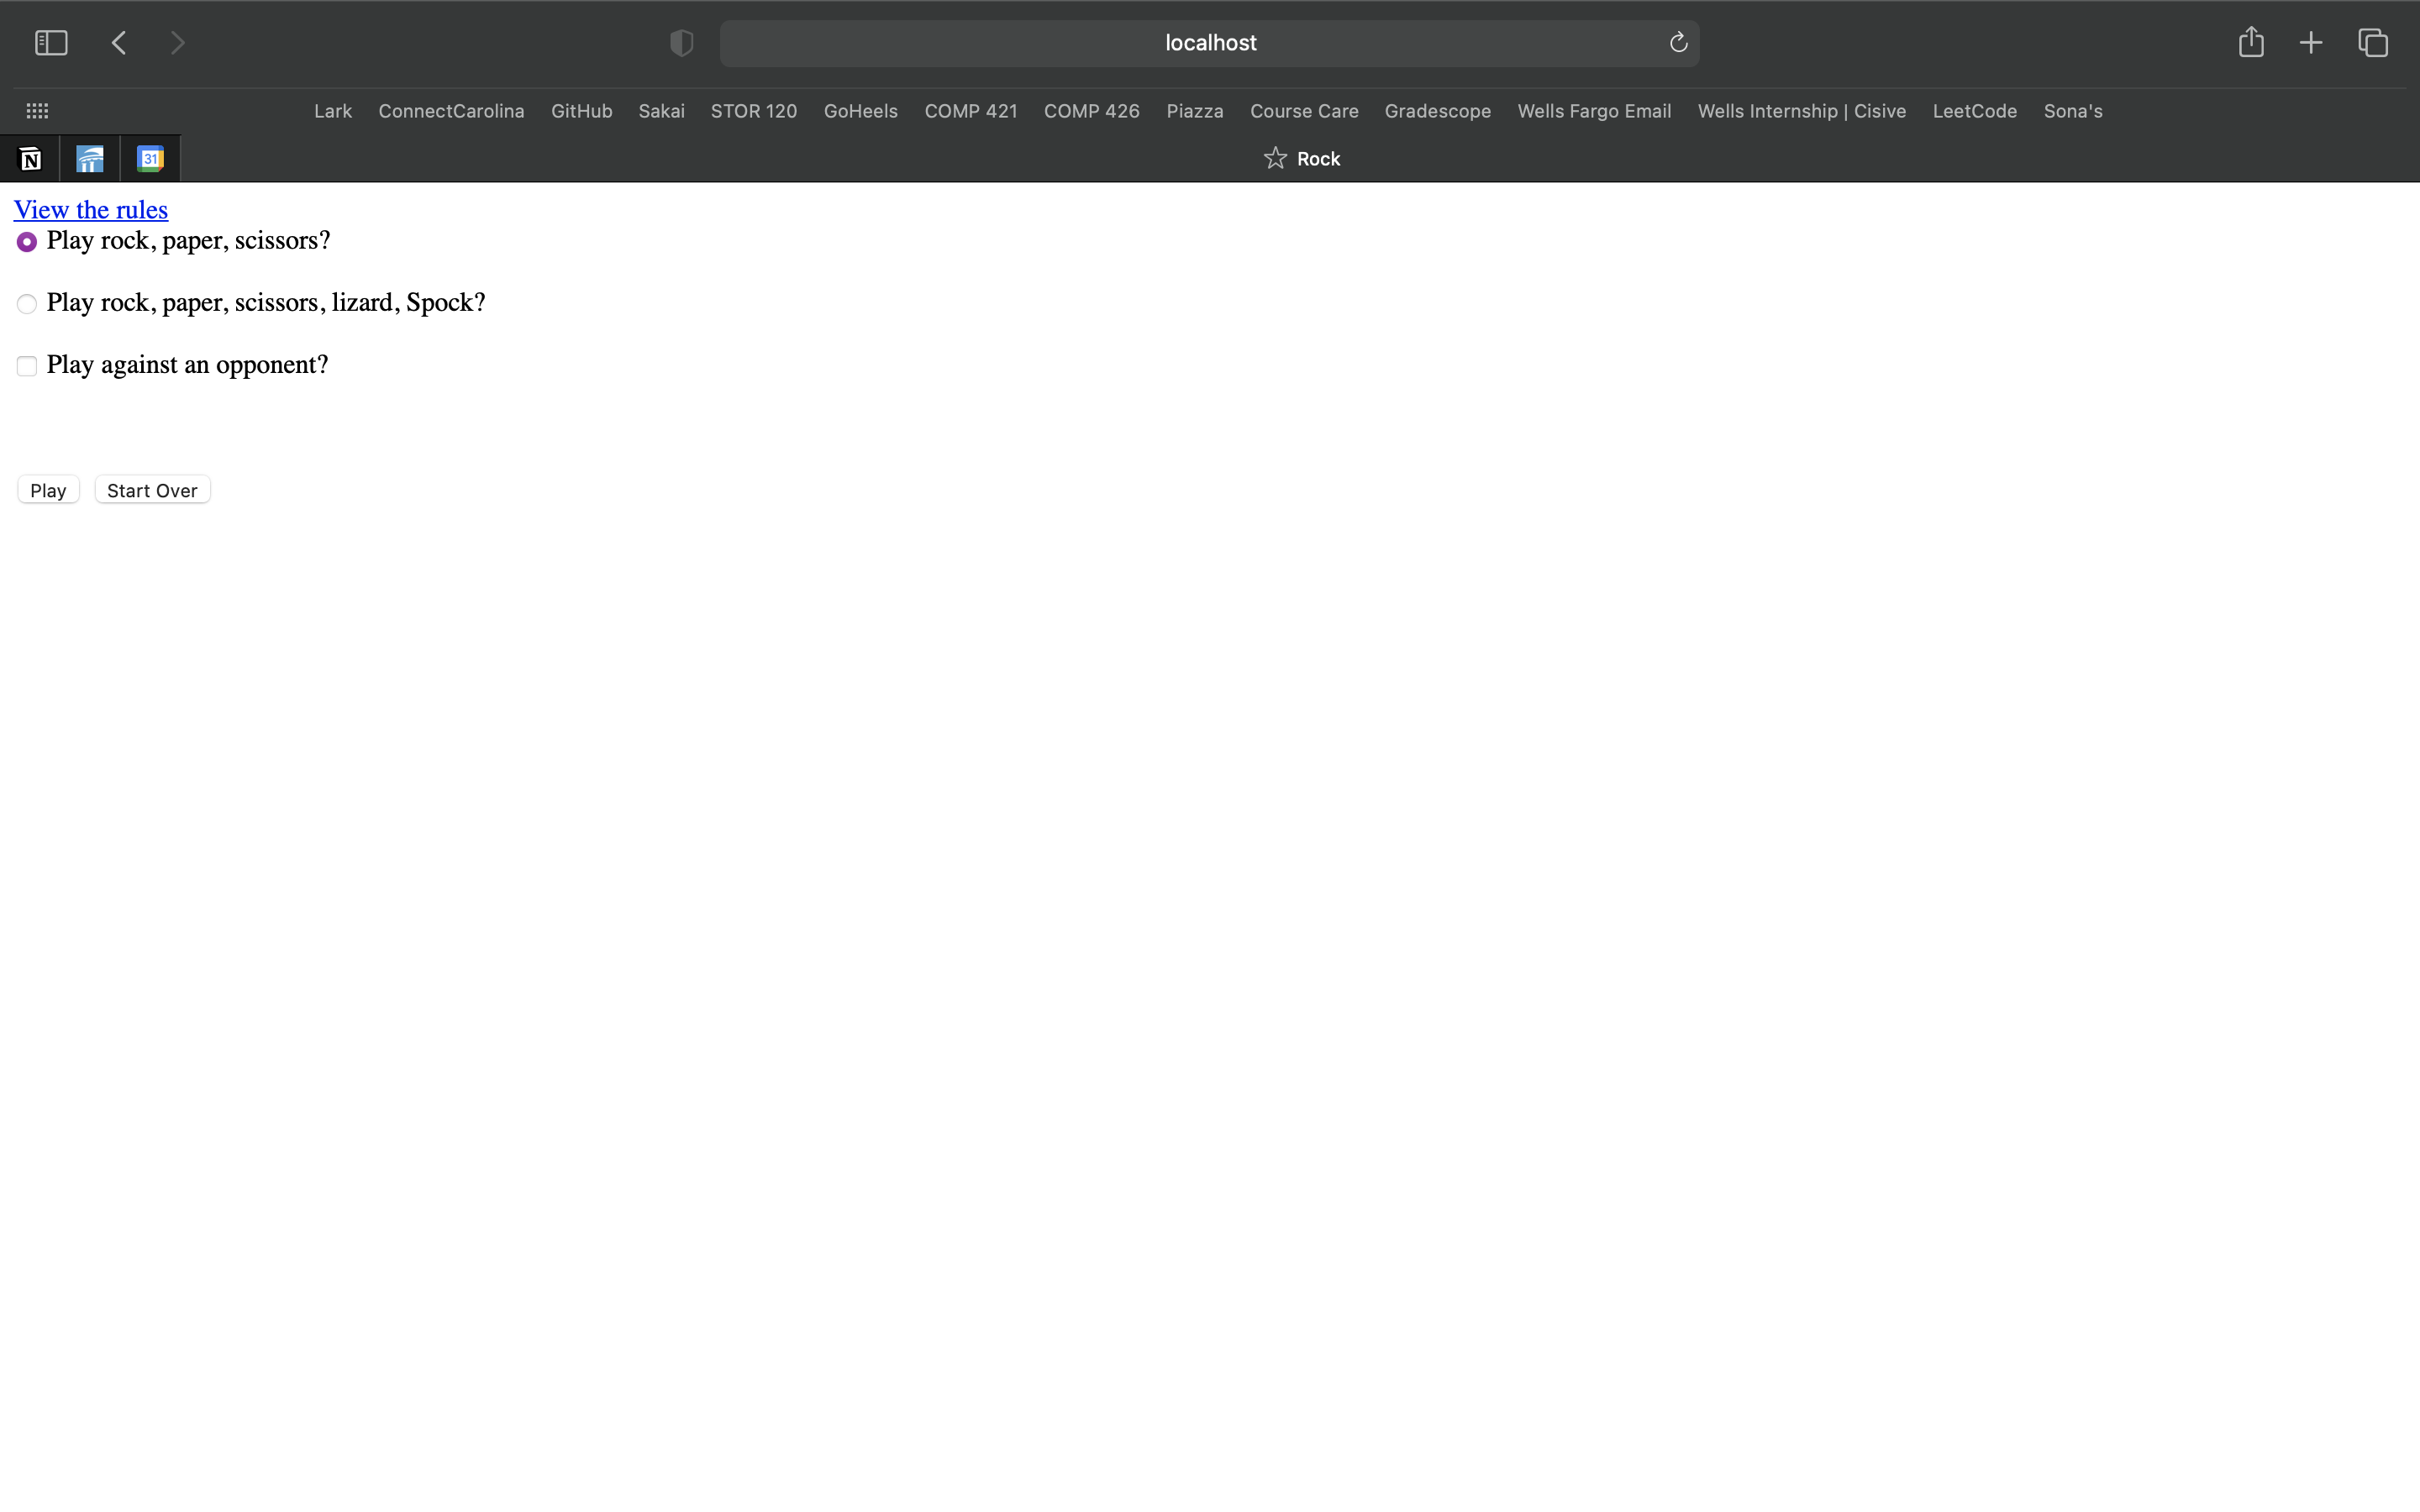 localhost
Lark ConnectCarolina GitHub Sakai STOR 120 GoHeels COMP 421 COMP 426 Piazza Course Care Gradescope Wells Fargo Email Wells Internship | Cisive LeetCode Sona's
N 31 Rock
View the rules
Play rock, paper, scissors?
Play rock, paper, scissors, lizard, Spock?
Play against an opponent?
Play Start Over